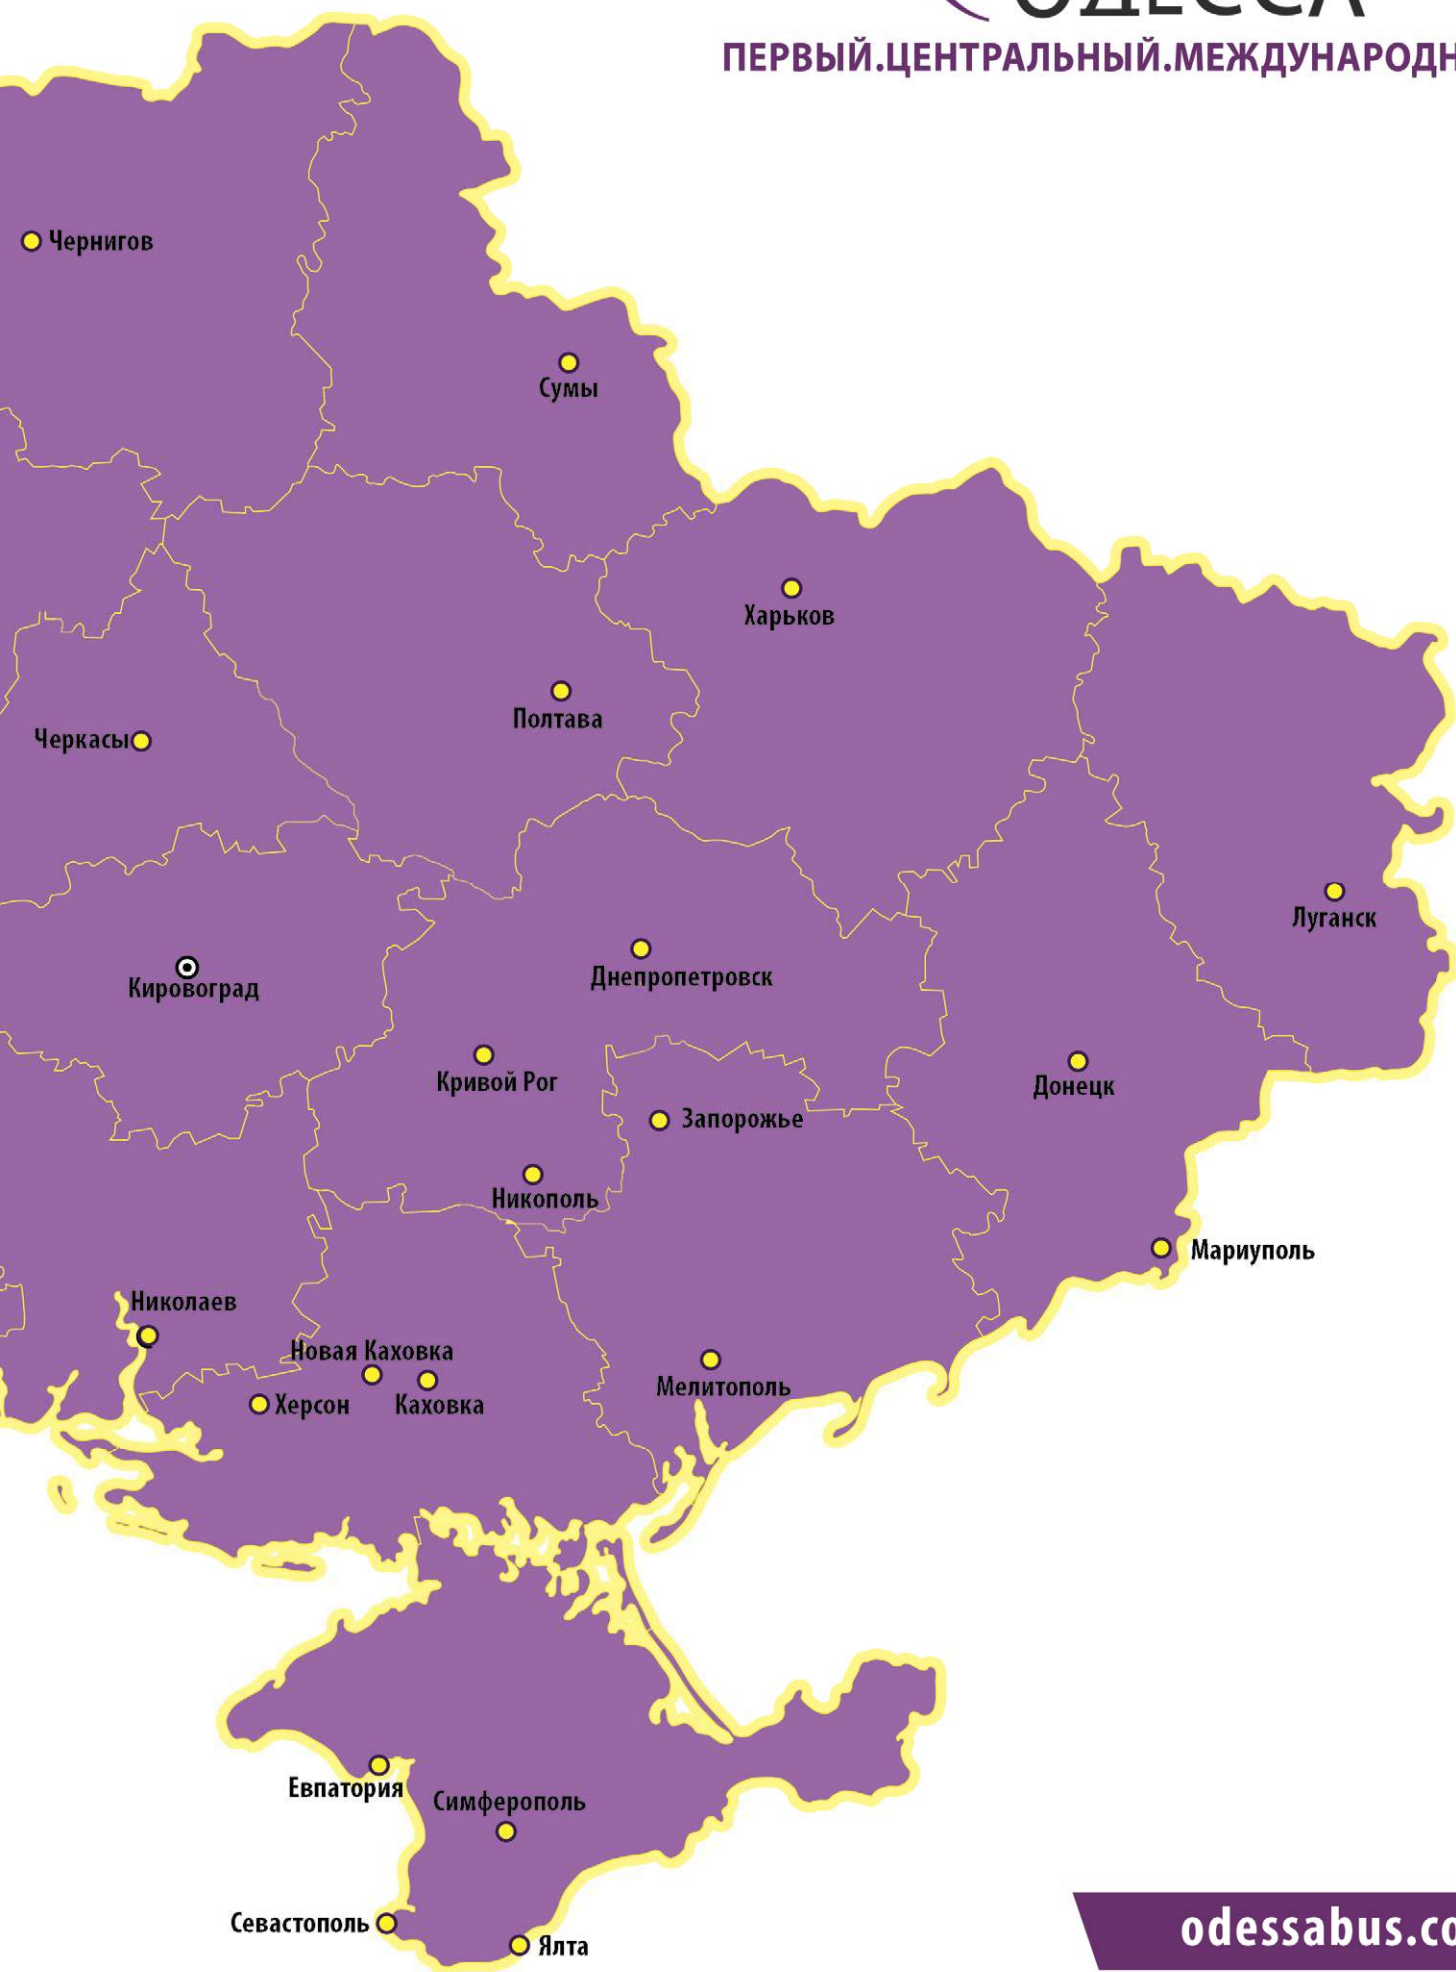 ОДЕССА
ПЕРВЫЙ.ЦЕНТРАЛЬНЫЙ.МЕЖДУНАРОДН
Чернигов
Сумы
Харьков
Полтава
Черкасы
Луганск
Днепропетровск
Кировоград
Кривой Рог
Донецк
Запорожье
Никополь
Мариуполь
Николаев
Новая Каховка
Мелитополь
Херсон
Каховка
Евпатория
Симферополь
Севастополь
Ялта
odessabus.co